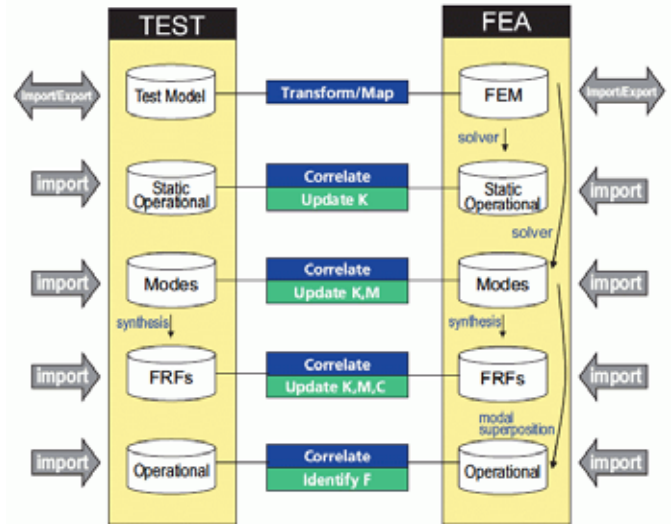 TEST
FEA
Import/Export
Test Model
Transform/Map
FEM
Import/Export
solver
import
Static
Operational
Correlate
Update K
Static
Operational
import
solver
import
Modes
Correlate
Update K,M
Modes
import
synthesis
synthesis
import
FRFs
Correlate
Update K,M,C
FRFs
import
modal
superposition
import
Operational
Correlate
Identify F
Operational
import